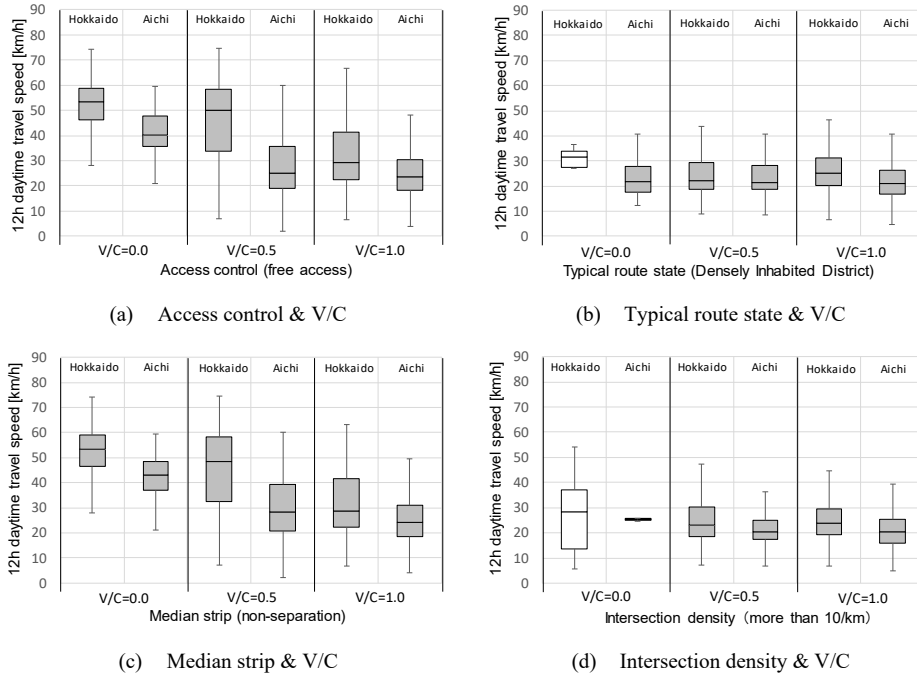 12h daytime travel speed [km/h]
90
80
70
60
50
40
30
20
10
0
Hokkaido Aichi Hokkaido Aichi Hokkaido Aichi
V/C=0.0 V/C=0.5 V/C=1.0
Access control (free access)
(a) Access control & V/C
12h daytime travel speed [km/h]
90
80
70
60
50
40
30
20
10
0
Hokkaido Aichi Hokkaido Aichi Hokkaido Aichi
V/C=0.0 V/C=0.5 V/C=1.0
Typical route state (Densely Inhabited District)
(b) Typical route state & V/C
12h daytime travel speed [km/h]
90
80
70
60
50
40
30
20
10
0
Hokkaido Aichi Hokkaido Aichi Hokkaido Aichi
V/C=0.0 V/C=0.5 V/C=1.0
Median strip (non-separation)
(c) Median strip & V/C
12h daytime travel speed [km/h]
90
80
70
60
50
40
30
20
10
0
Hokkaido Aichi Hokkaido Aichi Hokkaido Aichi
V/C=0.0 V/C=0.5 V/C=1.0
Intersection density (more than 10/km)
(d) Intersection density & V/C